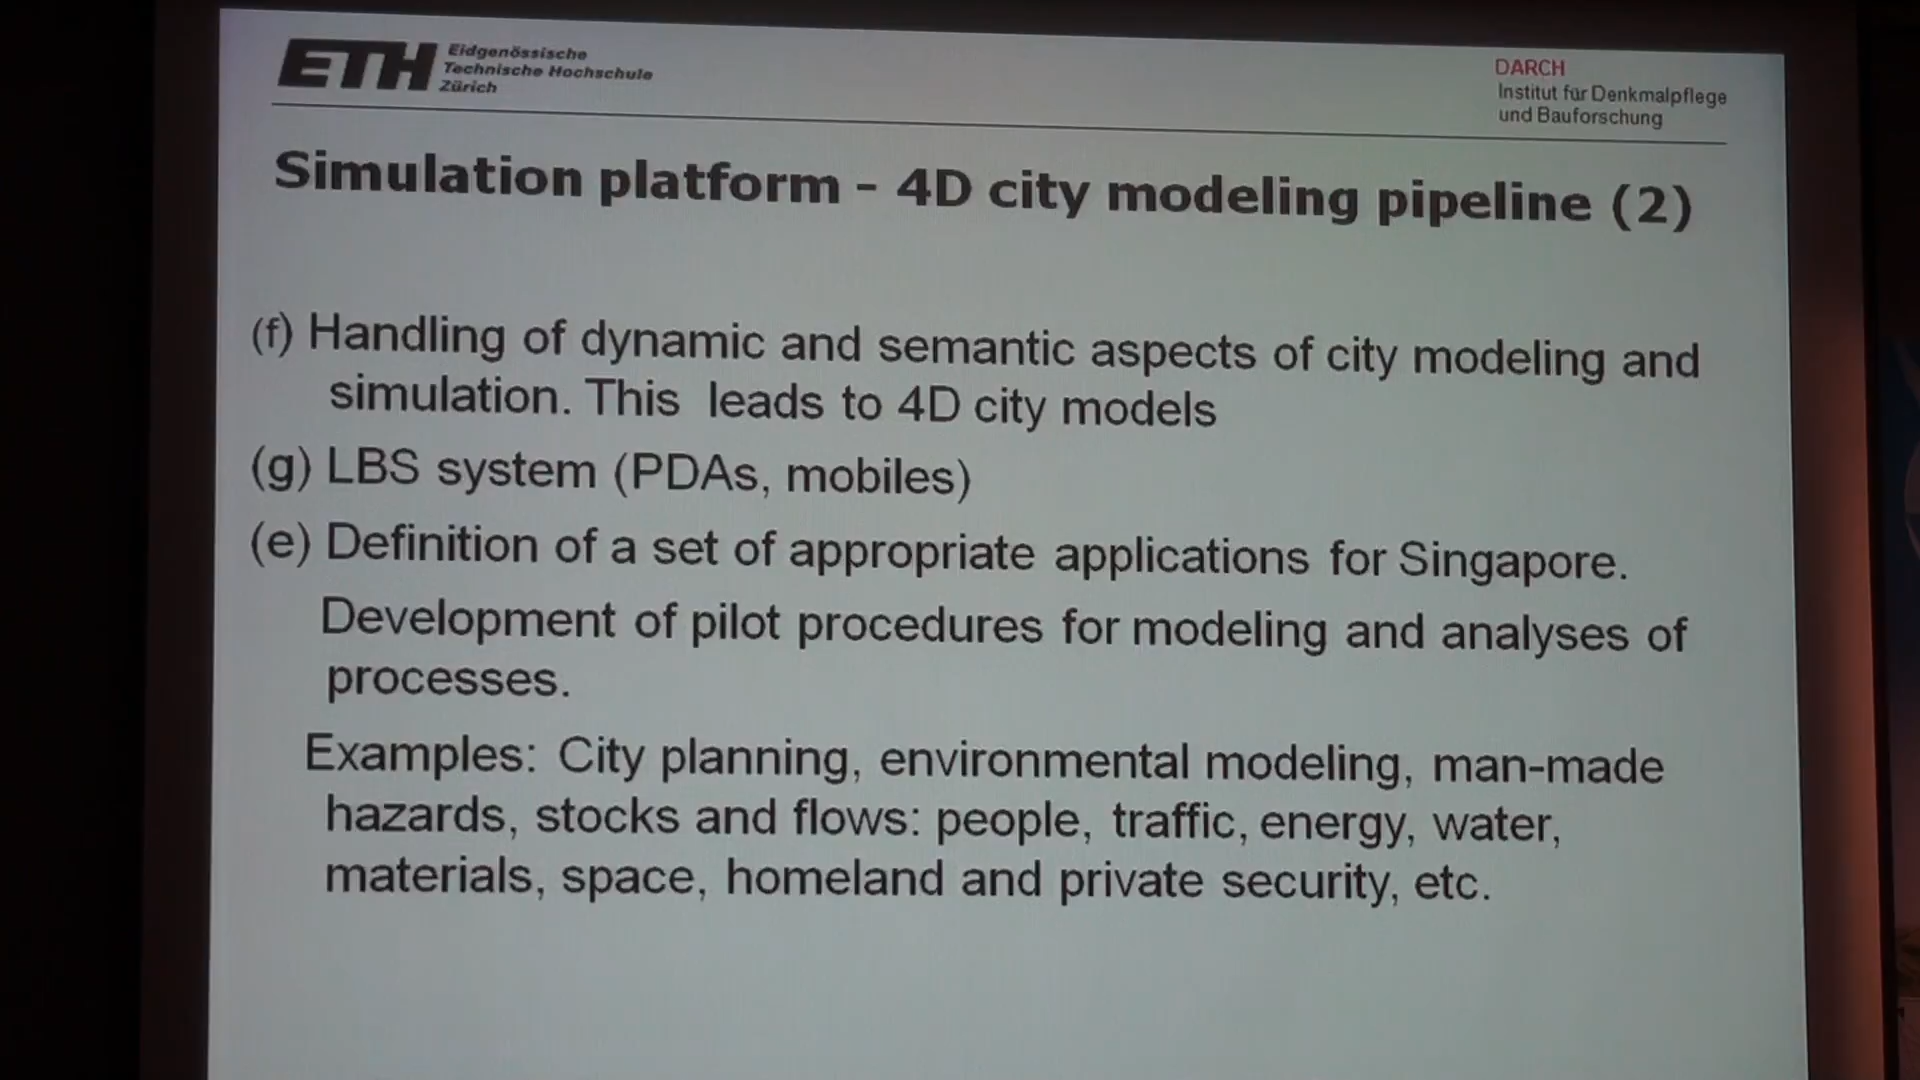 ETH Eidgenössische
Technische Hochschule
Zürich
DARCH
Institut für Denkmalpflege
und Bauforschung
Simulation platform - 4D city modeling pipeline (2)
(f) Handling of dynamic and semantic aspects of city modeling and
simulation. This leads to 4D city models
(g) LBS system (PDAs, mobiles)
(e) Definition of a set of appropriate applications for Singapore.
Development of pilot procedures for modeling and analyses of
processes.
Examples: City planning, environmental modeling, man-made
hazards, stocks and flows: people, traffic, energy, water,
materials, space, homeland and private security, etc.